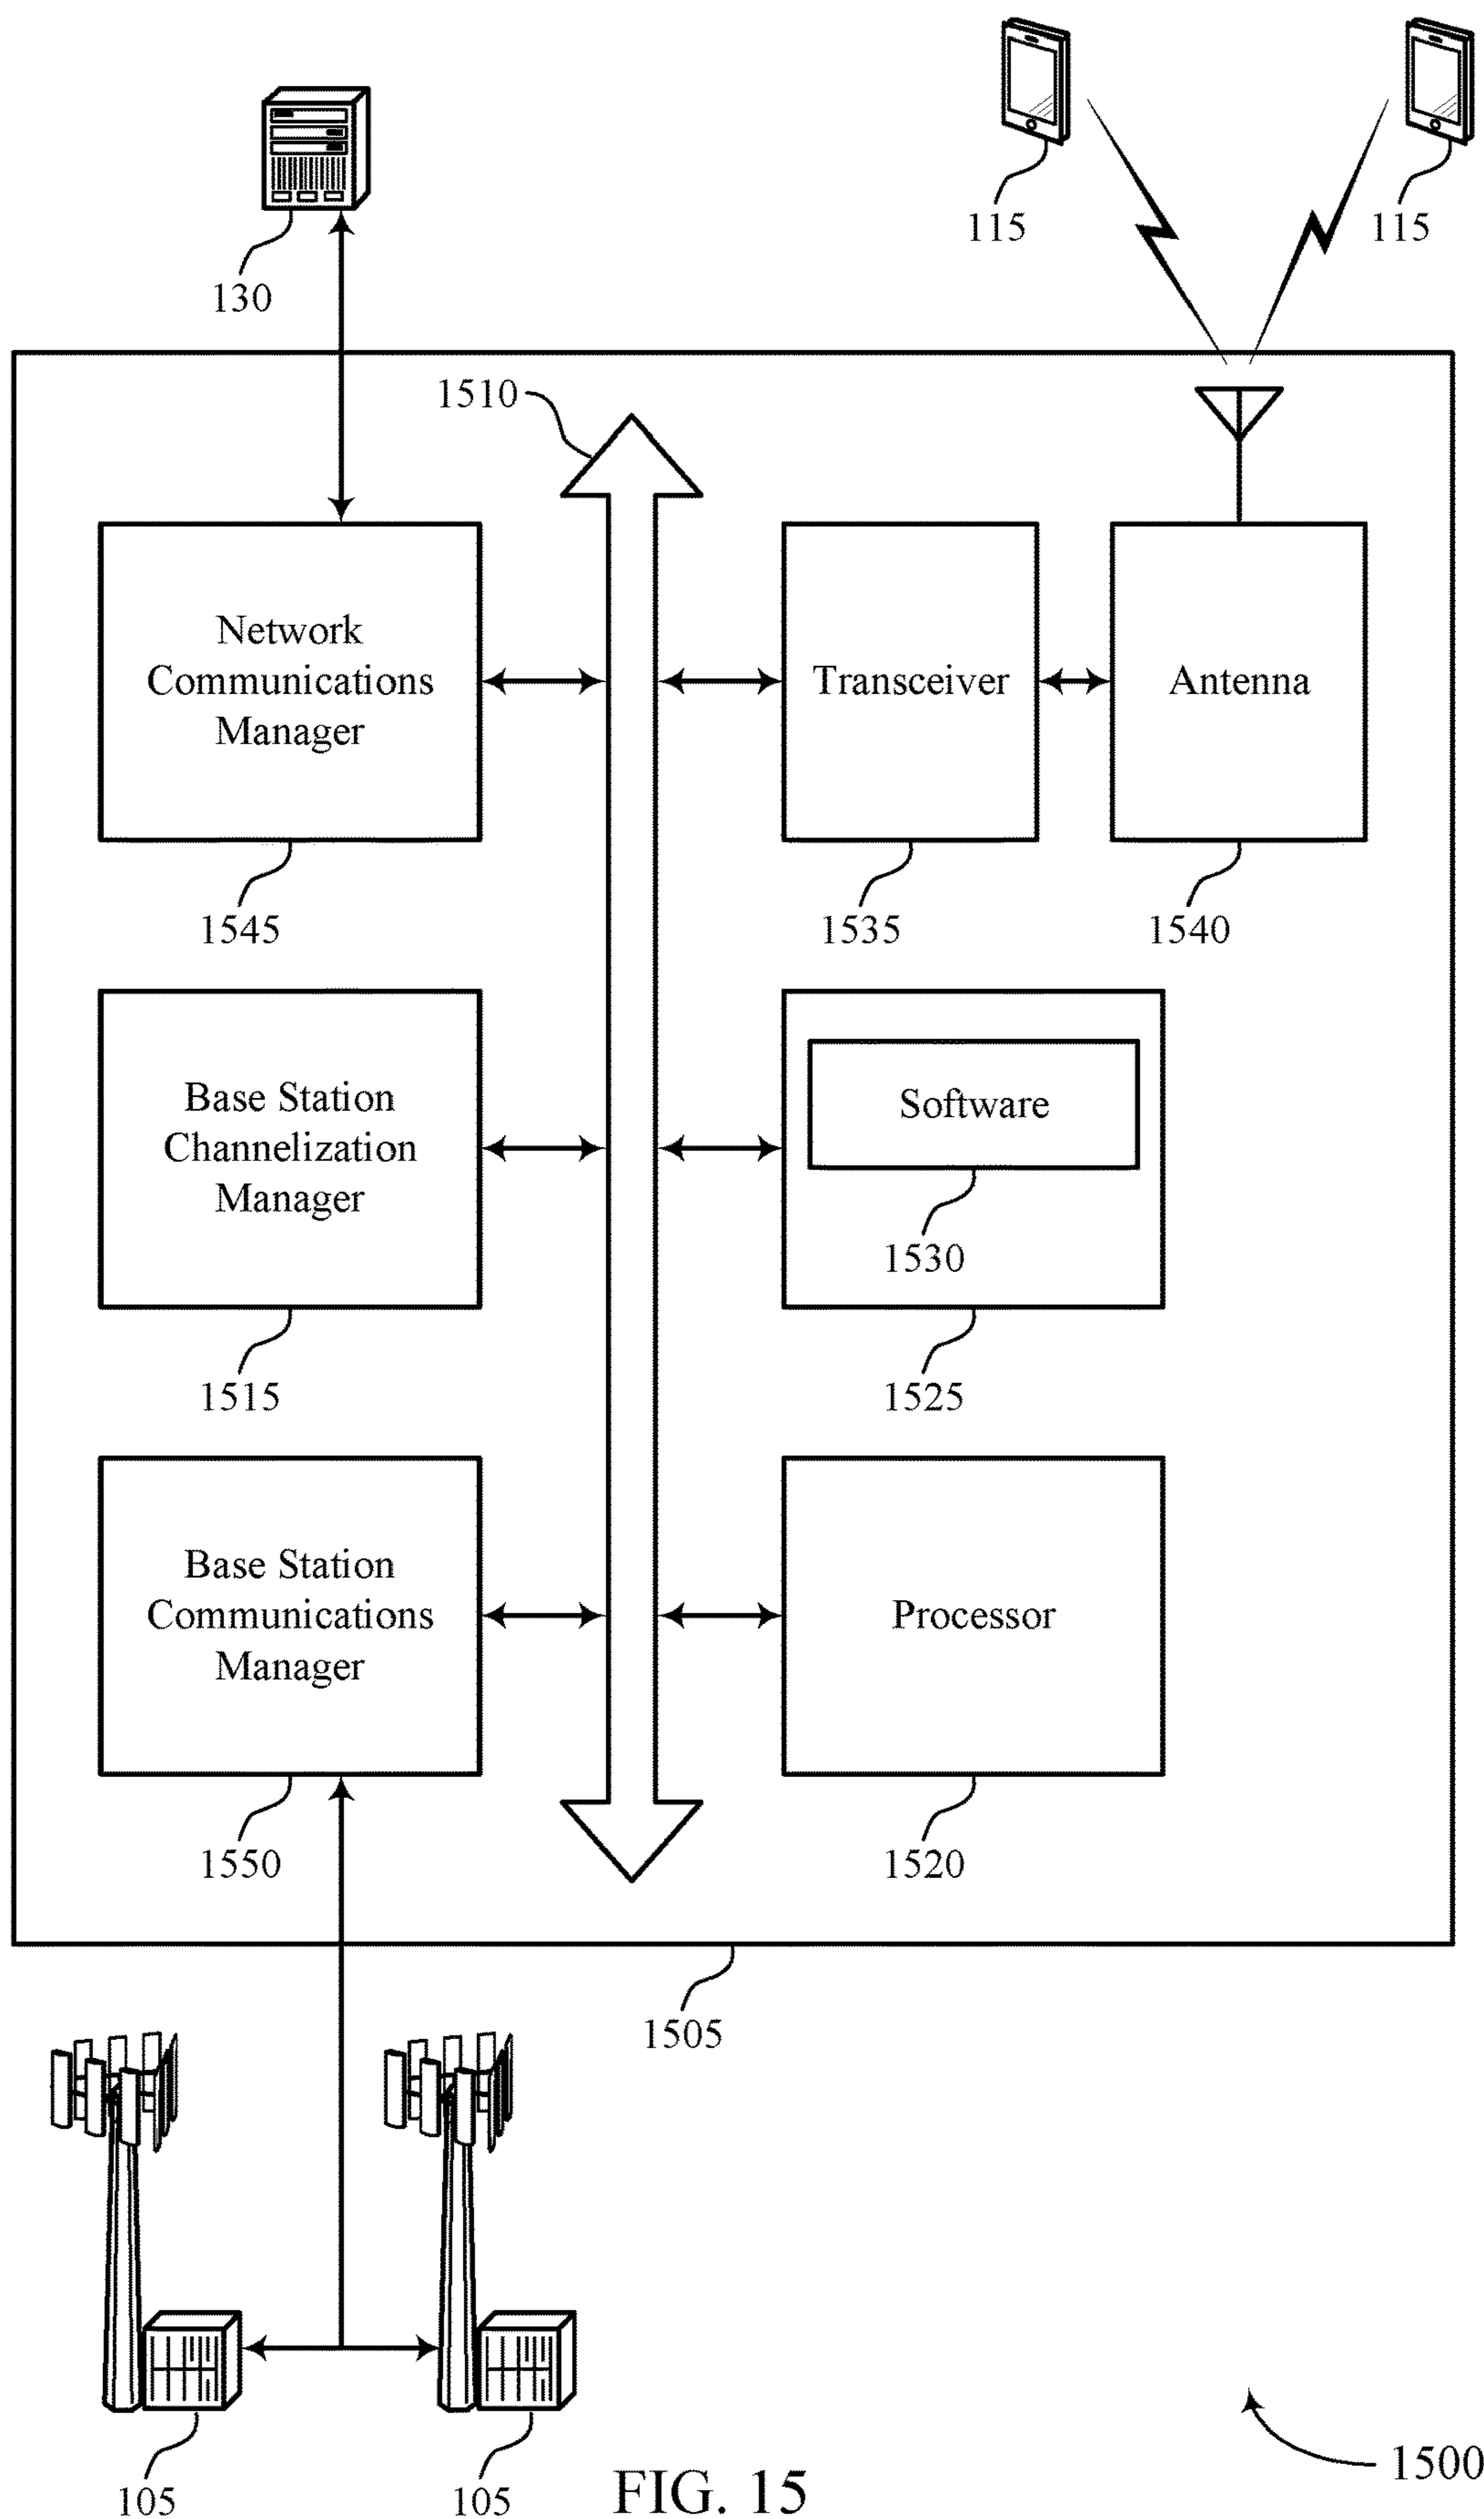 115
115
130
1510
Network
Communications
Manager
Transceiver
Antenna
1545
1535
1540
Base Station
Channelization
Manager
Software
1530
1515
1525
Base Station
Communications
Manager
Processor
1550
1520
1505
105
105
FIG. 15
1500